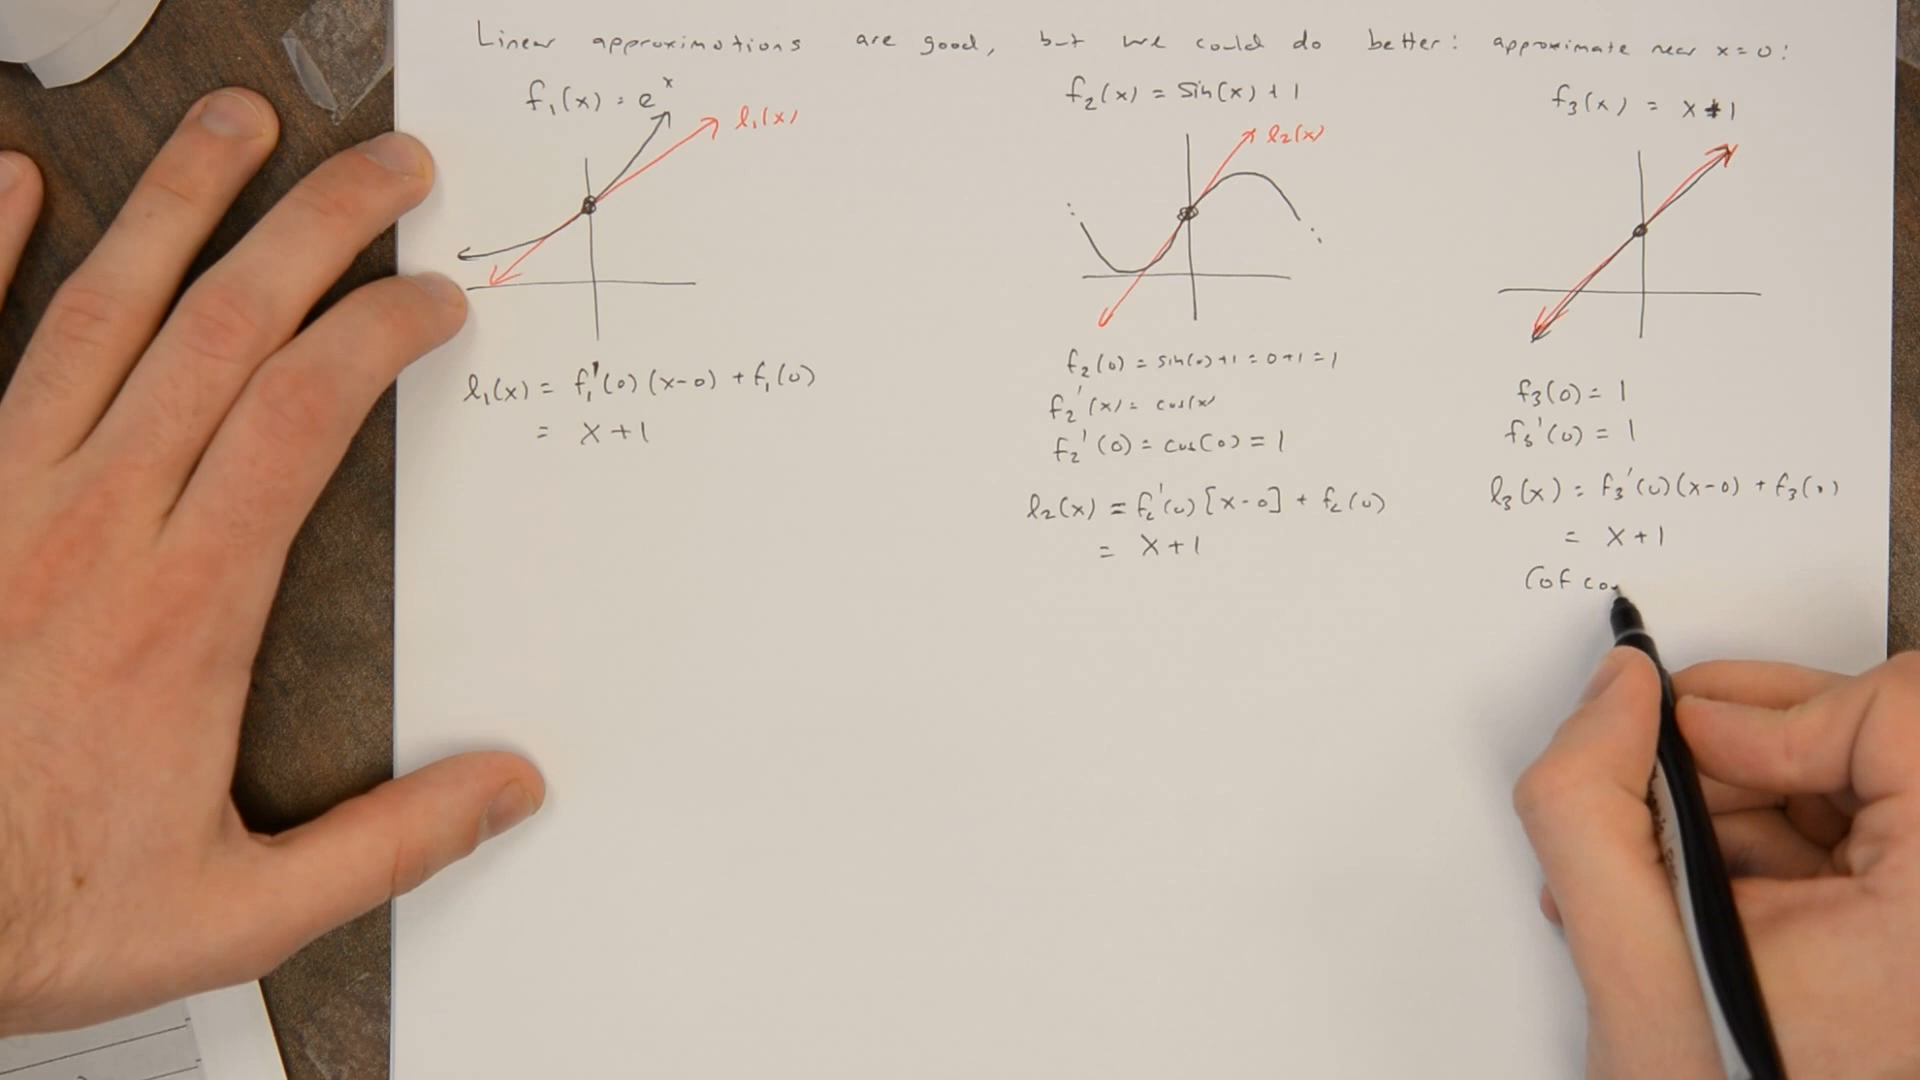 Linear approximations are good, but we could do better: approximate near x=0:
f₁(x) = eˣ
l₁(x)
l₁(x) = f₁'(0)(x-0) + f₁(0)
= x+1
f₂(x) = sin(x) + 1
l₂(x)
f₂(0) = sin(0)+1 = 0+1 = 1
f₂'(x) = cos(x)
f₂'(0) = cos(0) = 1
l₂(x) = f₂'(0)[x-0] + f₂(0)
= x+1
f₃(x) = x+1
f₃(0) = 1
f₃'(0) = 1
l₃(x) = f₃'(0)(x-0) + f₃(0)
= x+1
(of co